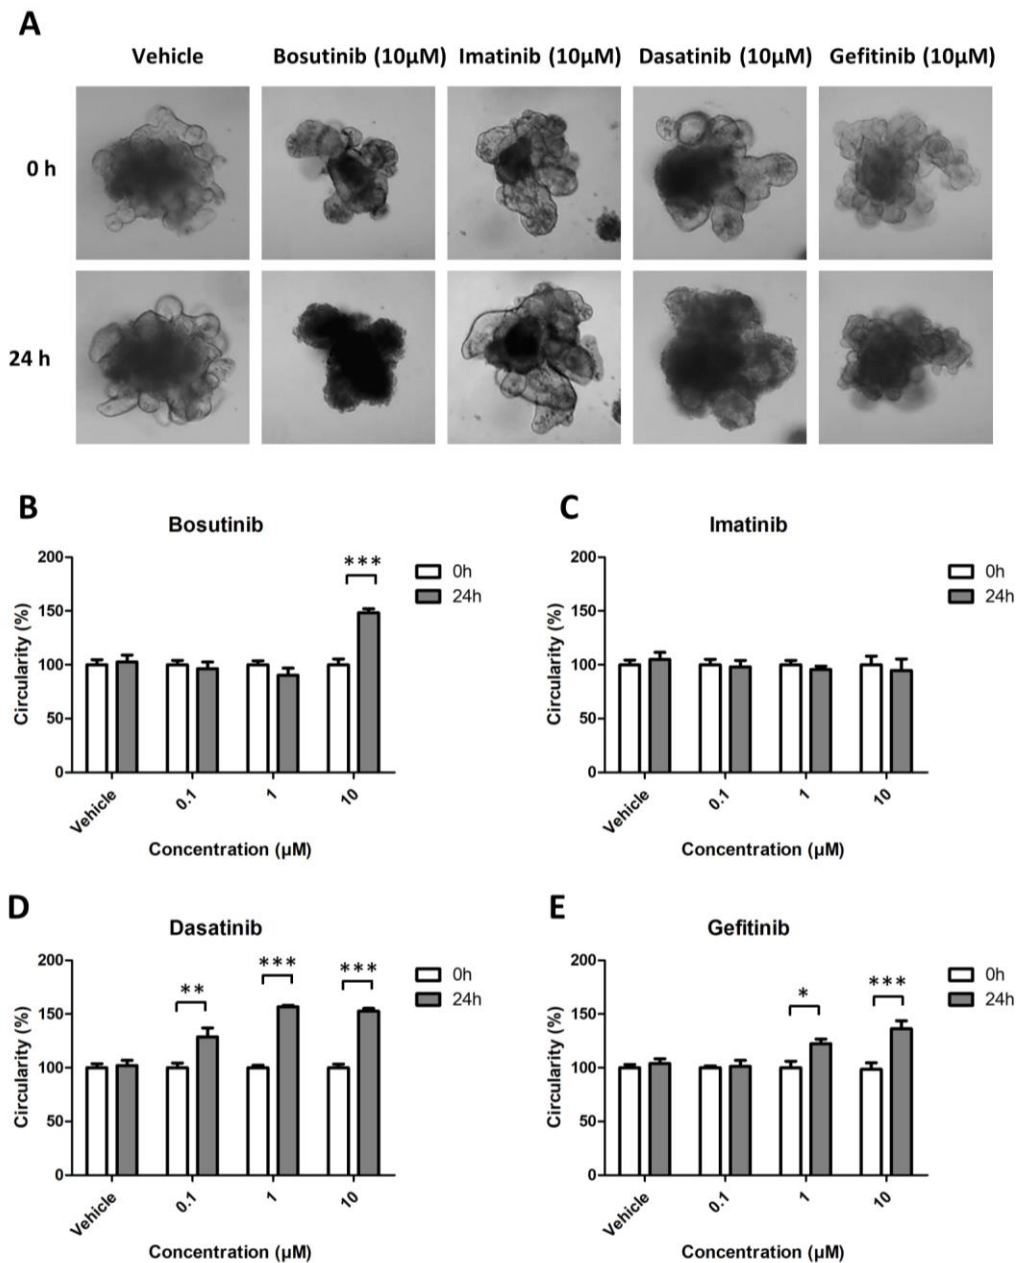 A
Vehicle Bosutinib (10μM) Imatinib (10μM) Dasatinib (10μM) Gefitinib (10μM)
0 h
24 h
B
Bosutinib
200
150
100
50
0
Circularity (%)
***
0h
24h
Vehicle 0.1 1 10
Concentration (μM)
C
Imatinib
200
150
100
50
0
Circularity (%)
0h
24h
Vehicle 0.1 1 10
Concentration (μM)
D
Dasatinib
200
150
100
50
0
Circularity (%)
** *** ***
0h
24h
Vehicle 0.1 1 10
Concentration (μM)
E
Gefitinib
200
150
100
50
0
Circularity (%)
* ***
0h
24h
Vehicle 0.1 1 10
Concentration (μM)